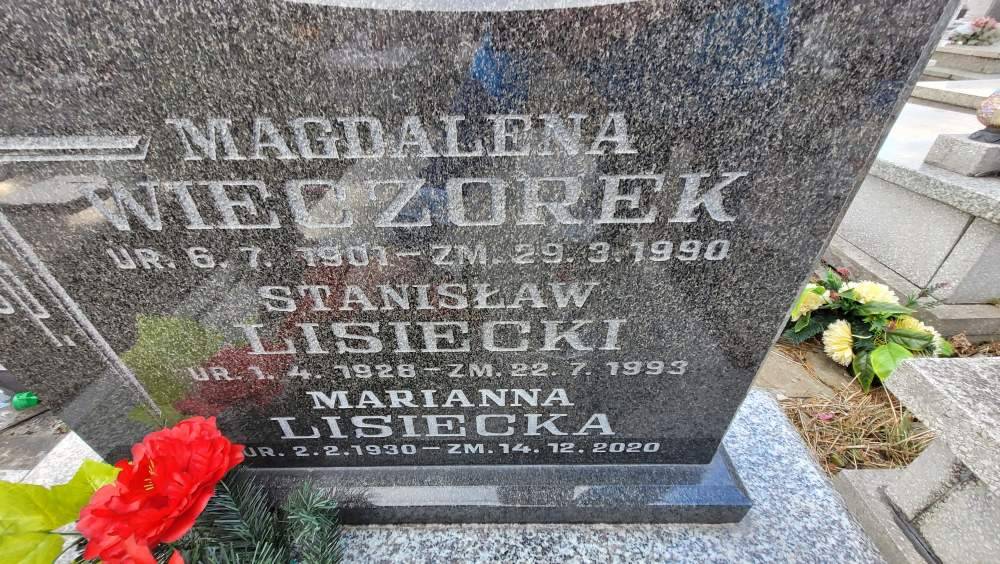 MAGDALENA
WIECZOREK
UR. 6. 7. 1901 – ZM. 29. 3. 1990
STANISŁAW
LISIECKI
UR. 1. 4. 1928 – ZM. 22. 7. 1993
MARIANNA
LISIECKA
UR. 2.2.1930 – ZM. 14. 12. 2020